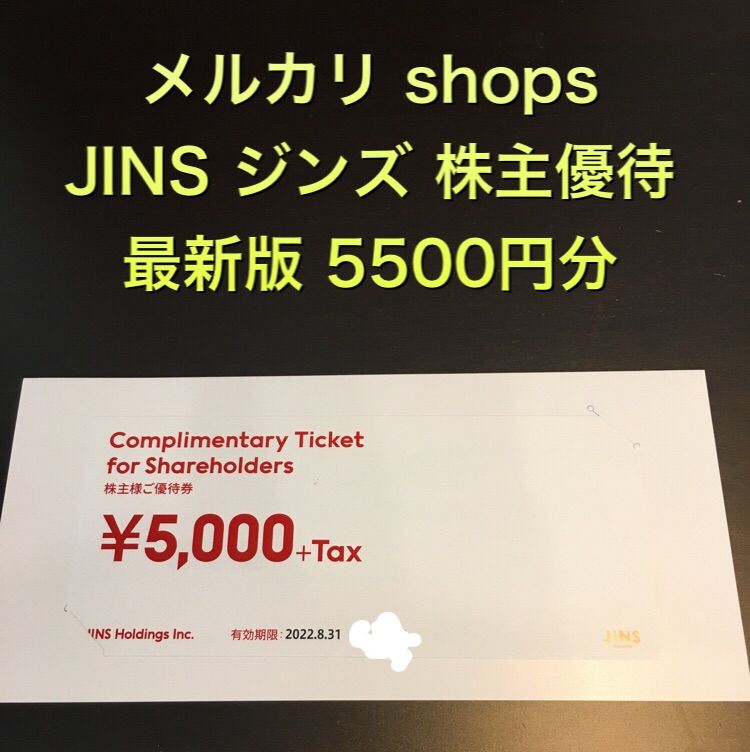 メルカリ shops
JINS ジンズ 株主優待
最新版 5500円分
Complimentary Ticket
for Shareholders
株主様ご優待券
¥5,000+Tax
JINS Holdings Inc. 有効期限:2022.8.31 JINS